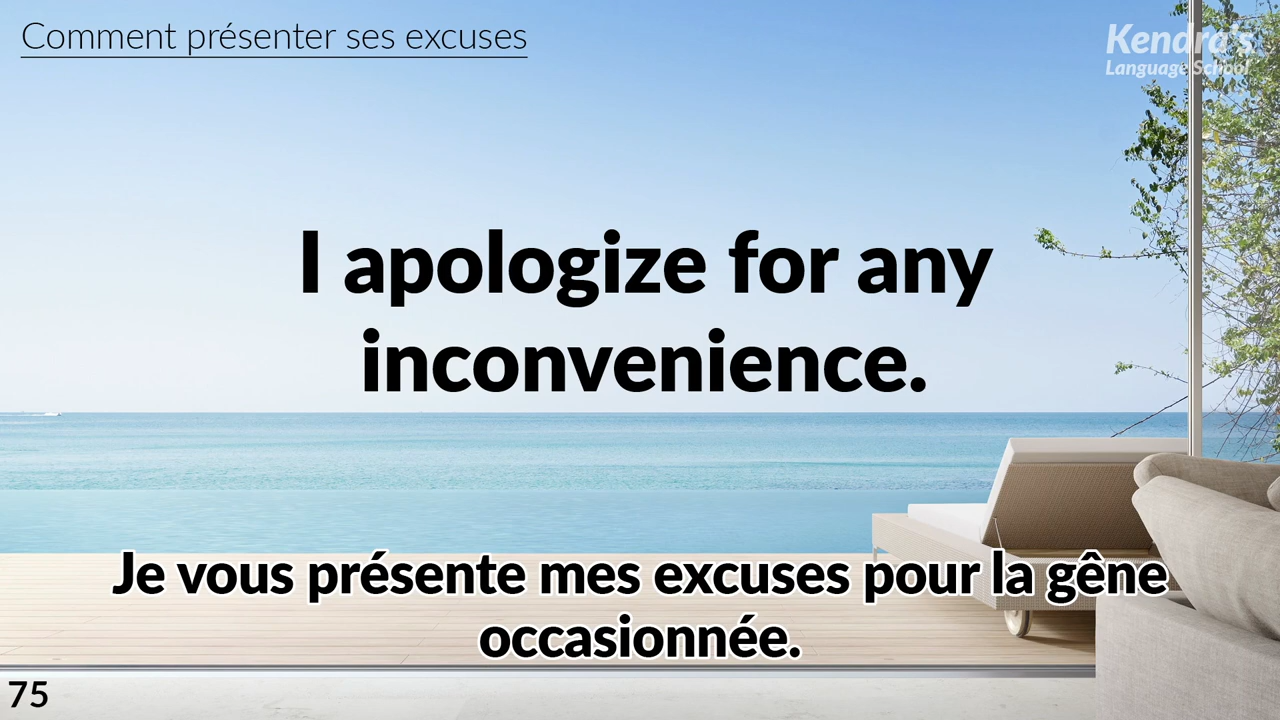 Comment présenter ses excuses
Kendra's
Language School
I apologize for any
inconvenience.
Je vous présente mes excuses pour la gêne
occasionnée.
75